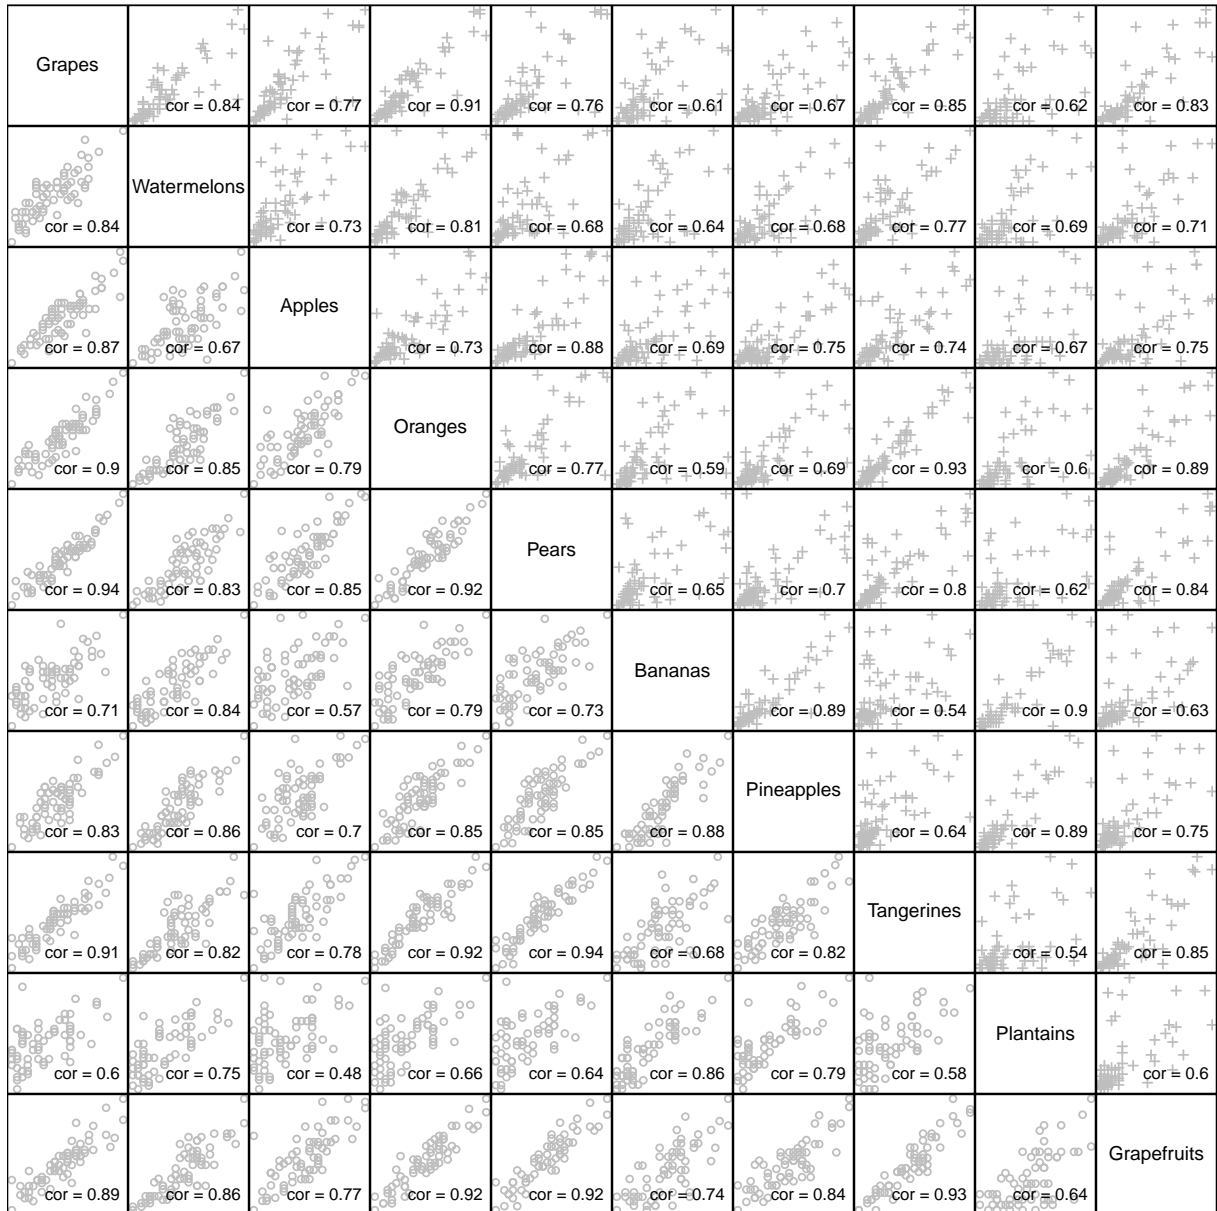 Grapes cor = 0.84 cor = 0.77 cor = 0.91 cor = 0.76 cor = 0.61 cor = 0.67 cor = 0.85 cor = 0.62 cor = 0.83
cor = 0.84 Watermelons cor = 0.73 cor = 0.81 cor = 0.68 cor = 0.64 cor = 0.68 cor = 0.77 cor = 0.69 cor = 0.71
cor = 0.87 cor = 0.67 Apples cor = 0.73 cor = 0.88 cor = 0.69 cor = 0.75 cor = 0.74 cor = 0.67 cor = 0.75
cor = 0.9 cor = 0.85 cor = 0.79 Oranges cor = 0.77 cor = 0.59 cor = 0.69 cor = 0.93 cor = 0.6 cor = 0.89
cor = 0.94 cor = 0.83 cor = 0.85 cor = 0.92 Pears cor = 0.65 cor = 0.7 cor = 0.8 cor = 0.62 cor = 0.84
cor = 0.71 cor = 0.84 cor = 0.57 cor = 0.79 cor = 0.73 Bananas cor = 0.89 cor = 0.54 cor = 0.9 cor = 0.63
cor = 0.83 cor = 0.86 cor = 0.7 cor = 0.85 cor = 0.85 cor = 0.88 Pineapples cor = 0.64 cor = 0.89 cor = 0.75
cor = 0.91 cor = 0.82 cor = 0.78 cor = 0.92 cor = 0.94 cor = 0.68 cor = 0.82 Tangerines cor = 0.54 cor = 0.85
cor = 0.6 cor = 0.75 cor = 0.48 cor = 0.66 cor = 0.64 cor = 0.86 cor = 0.79 cor = 0.58 Plantains cor = 0.6
cor = 0.89 cor = 0.86 cor = 0.77 cor = 0.92 cor = 0.92 cor = 0.74 cor = 0.84 cor = 0.93 cor = 0.64 Grapefruits